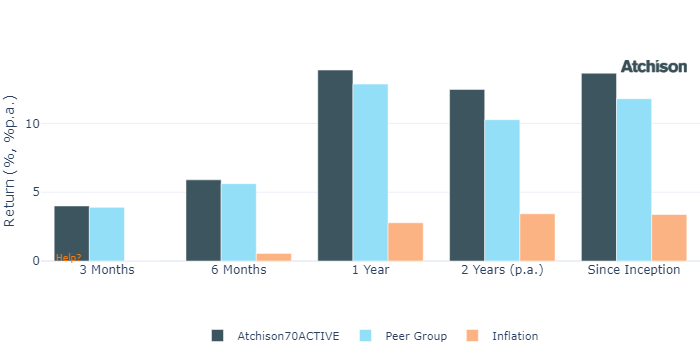 Atchison
Return (%, %p.a.)
10
5
0
Help?
3 Months
6 Months
1 Year
2 Years (p.a.)
Since Inception
Atchison70ACTIVE
Peer Group
Inflation